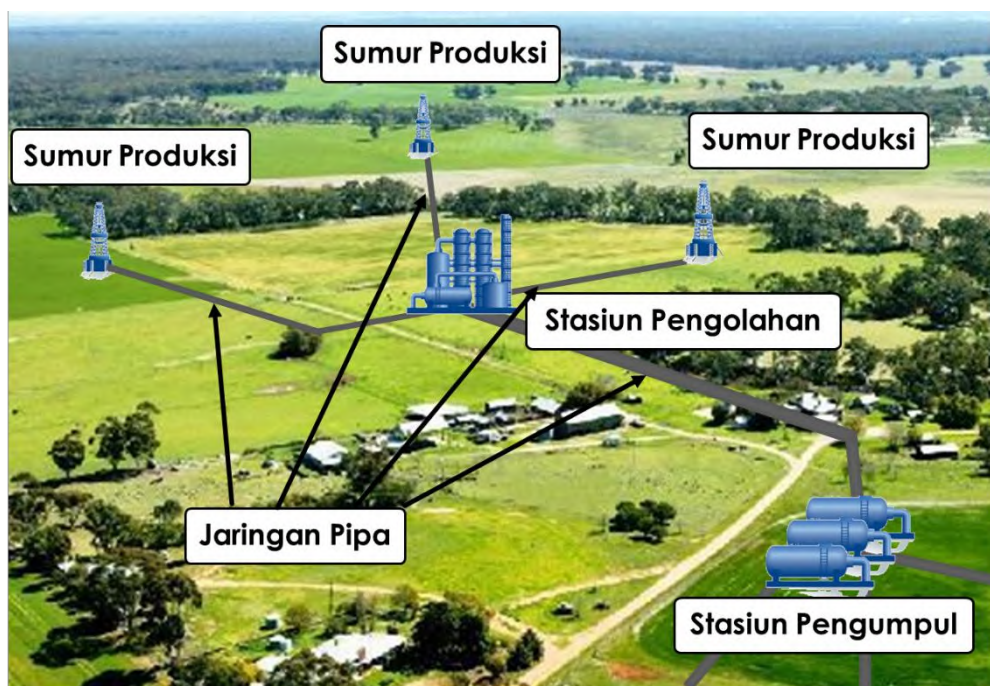 Sumur Produksi
Sumur Produksi
Sumur Produksi
Stasiun Pengolahan
Jaringan Pipa
Stasiun Pengumpul